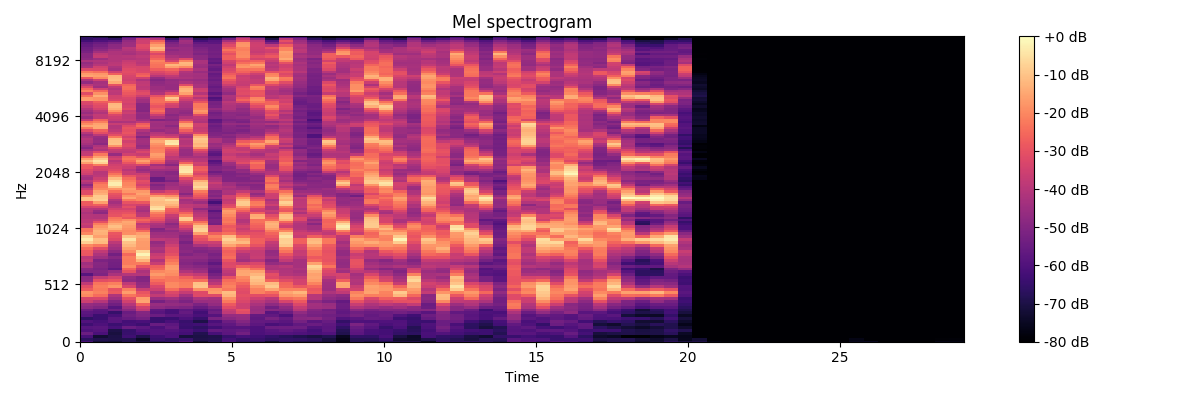 Mel spectrogram
Hz
8192
4096
2048
1024
512
0
0 5 10 15 20 25
Time
+0 dB
-10 dB
-20 dB
-30 dB
-40 dB
-50 dB
-60 dB
-70 dB
-80 dB